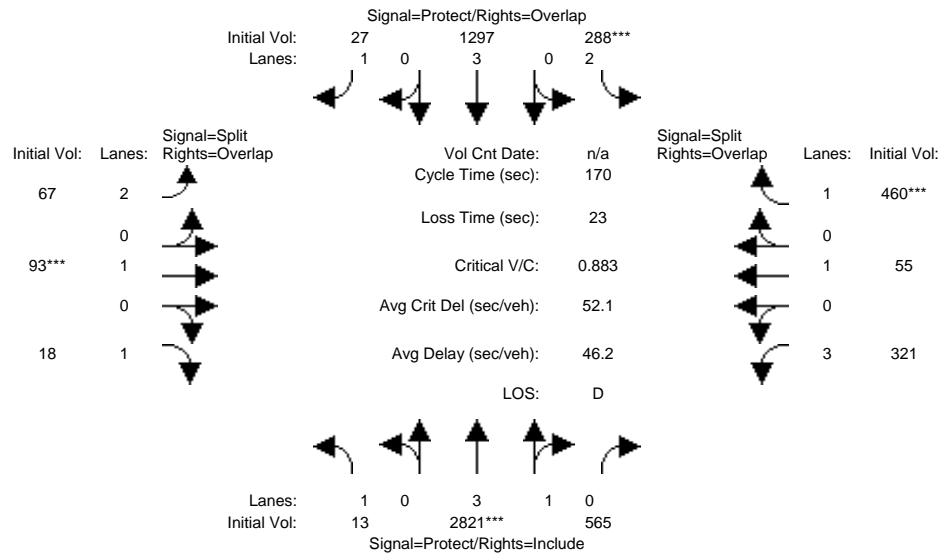 Signal=Protect/Rights=Overlap
Initial Vol: 27 1297 288***
Lanes: 1 0 3 0 2
Signal=Split Signal=Split
Initial Vol: Lanes: Rights=Overlap Vol Cnt Date: n/a Rights=Overlap Lanes: Initial Vol:
Cycle Time (sec): 170
67 2 1 460***
Loss Time (sec): 23
0 0
93*** 1 Critical V/C: 0.883 1 55
0 Avg Crit Del (sec/veh): 52.1 0
18 1 Avg Delay (sec/veh): 46.2 3 321
LOS: D
Lanes: 1 0 3 1 0
Initial Vol: 13 2821*** 565
Signal=Protect/Rights=Include